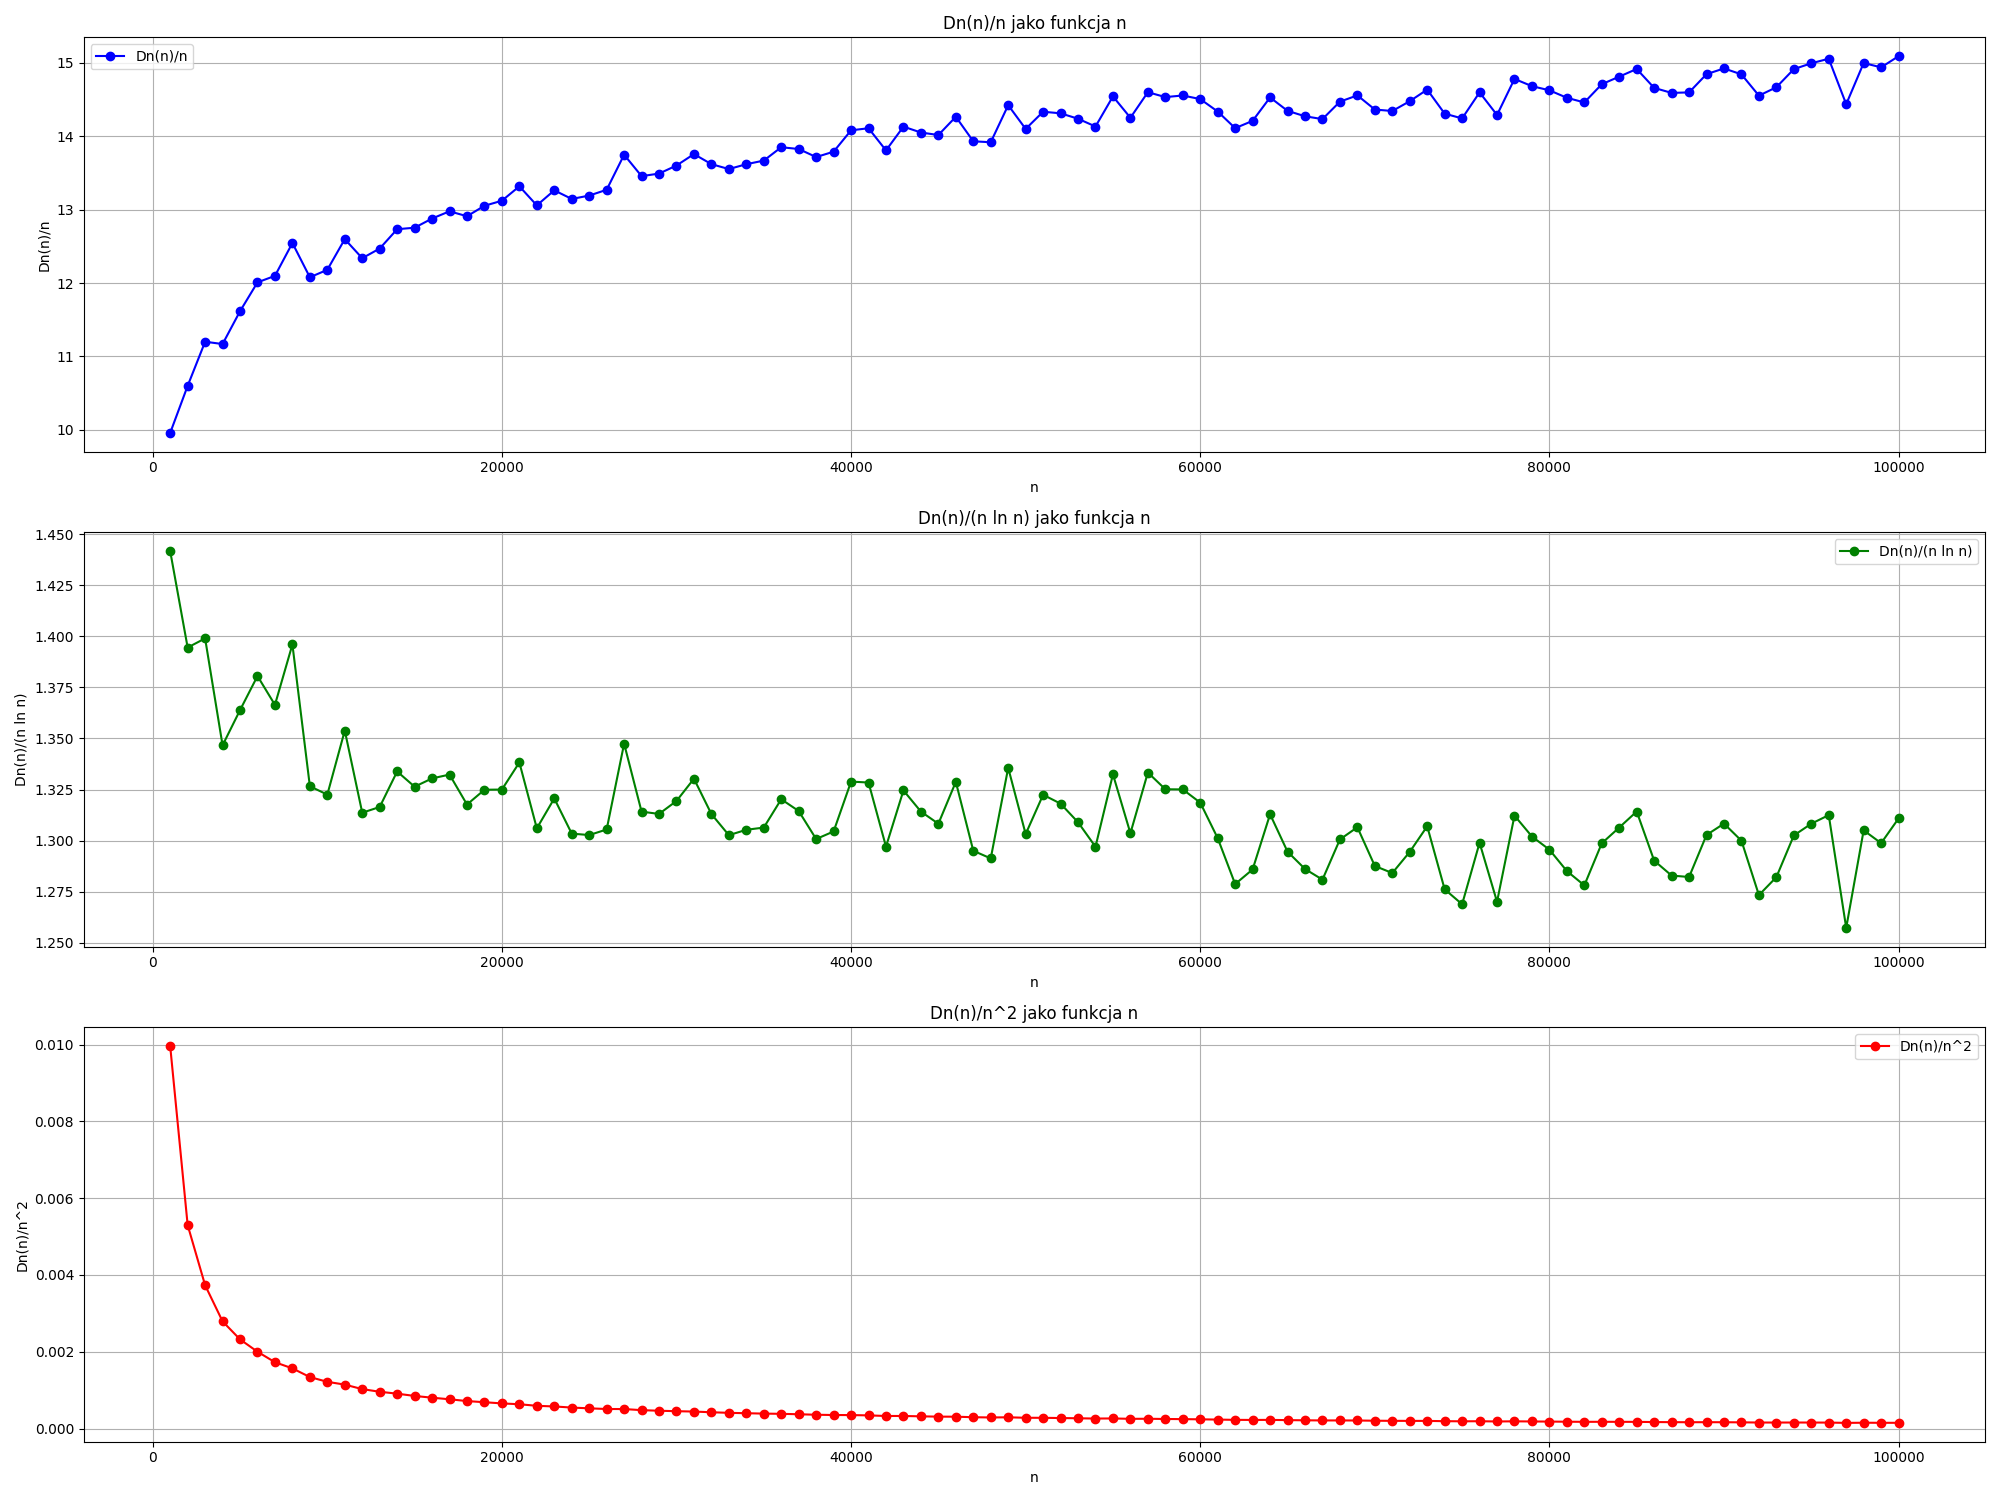 Dn(n)/n jako funkcja n
Dn(n)/n
15
14
13
12
11
10
Dn(n)/n
0 20000 40000 60000 80000 100000
n
Dn(n)/(n ln n) jako funkcja n
Dn(n)/(n ln n)
1.450
1.425
1.400
1.375
1.350
1.325
1.300
1.275
1.250
Dn(n)/(n ln n)
0 20000 40000 60000 80000 100000
n
Dn(n)/n^2 jako funkcja n
Dn(n)/n^2
0.010
0.008
0.006
0.004
0.002
0.000
Dn(n)/n^2
0 20000 40000 60000 80000 100000
n